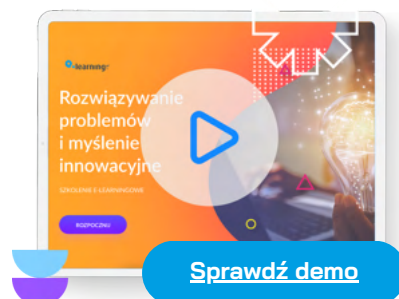 e-learning
Rozwiązywanie
problemów
i myślenie
innowacyjne
SZKOLENIE E-LEARNINGOWE
ROZPOCZNIJ
Sprawdź demo